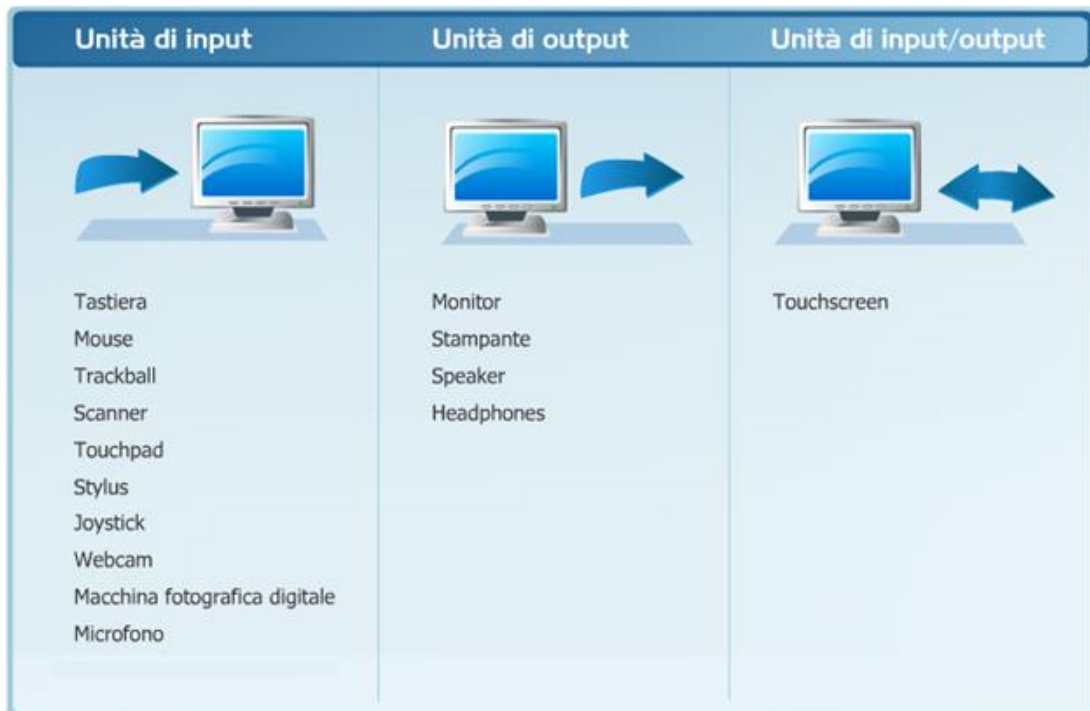 Unità di input
Tastiera
Mouse
Trackball
Scanner
Touchpad
Stylus
Joystick
Webcam
Macchina fotografica digitale
Microfono
Unità di output
Monitor
Stampante
Speaker
Headphones
Unità di input/output
Touchscreen